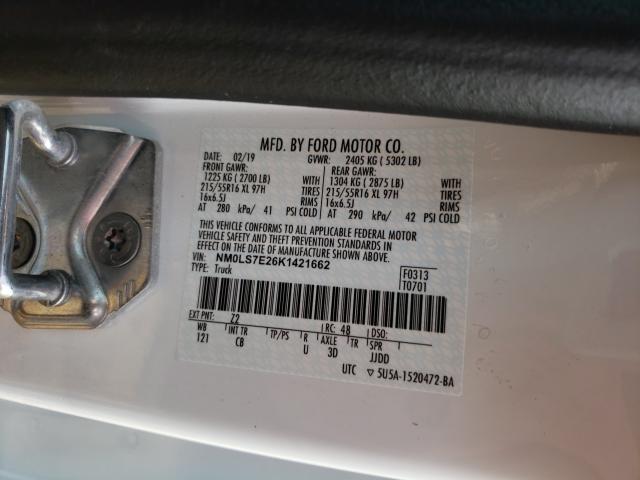 MFD. BY FORD MOTOR CO.
DATE: 02/19 GVWR: 2405 KG ( 5302 LB)
FRONT GAWR: REAR GAWR:
1225 KG ( 2700 LB) WITH 1304 KG ( 2875 LB) WITH
215/55R16 XL 97H TIRES 215/55R16 XL 97H TIRES
16x6.5J RIMS 16x6.5J RIMS
AT 280 kPa/ 41 PSI COLD AT 290 kPa/ 42 PSI COLD
THIS VEHICLE CONFORMS TO ALL APPLICABLE FEDERAL MOTOR
VEHICLE SAFETY AND THEFT PREVENTION STANDARDS IN
EFFECT ON THE DATE OF MANUFACTURE SHOWN ABOVE.
VIN: NM0LS7E26K1421662
TYPE: Truck
F0313
T0701
EXT PNT: Z2 RC: 48 DSO:
WB INT TR TP/PS R AXLE TR SPR
121 CB U 3D JJDD
UTC ▽ 5U5A-1520472-BA